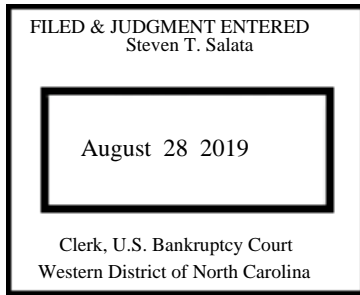 FILED & JUDGMENT ENTERED
Steven T. Salata
August 28 2019
Clerk, U.S. Bankruptcy Court
Western District of North Carolina